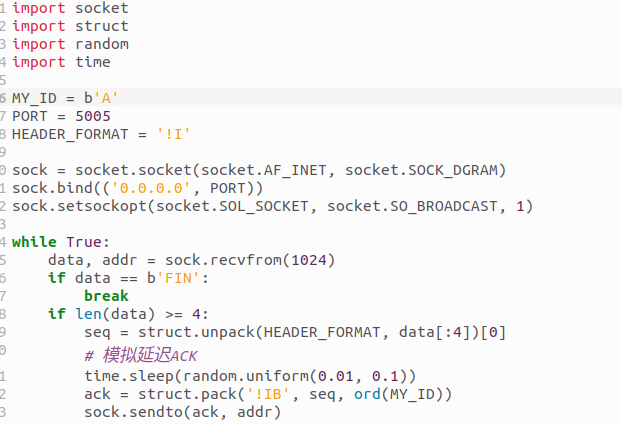 1 import socket
2 import struct
3 import random
4 import time
5
6 MY_ID = b'A'
7 PORT = 5005
8 HEADER_FORMAT = '!I'
9
0 sock = socket.socket(socket.AF_INET, socket.SOCK_DGRAM)
1 sock.bind(('0.0.0.0', PORT))
2 sock.setsockopt(socket.SOL_SOCKET, socket.SO_BROADCAST, 1)
3
4 while True:
5     data, addr = sock.recvfrom(1024)
6     if data == b'FIN':
7         break
8     if len(data) >= 4:
9         seq = struct.unpack(HEADER_FORMAT, data[:4])[0]
0         # 模拟延迟ACK
1         time.sleep(random.uniform(0.01, 0.1))
2         ack = struct.pack('!IB', seq, ord(MY_ID))
3         sock.sendto(ack, addr)